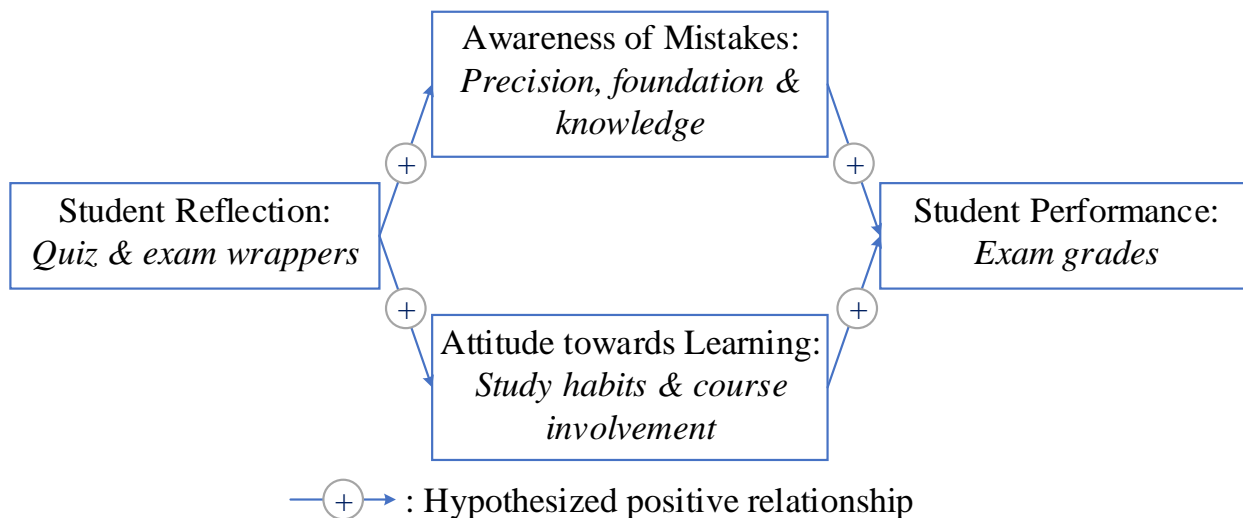 Awareness of Mistakes:
Precision, foundation &
knowledge
+
+
Student Reflection:
Quiz & exam wrappers
Student Performance:
Exam grades
+
+
Attitude towards Learning:
Study habits & course
involvement
+ : Hypothesized positive relationship